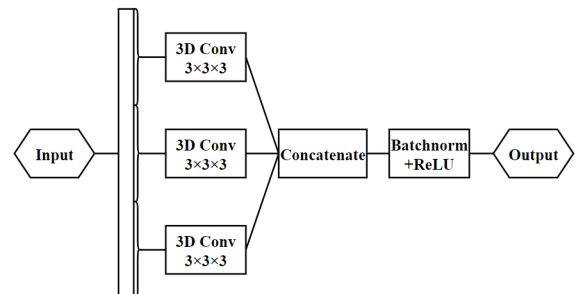 3D Conv
3×3×3
Input
3D Conv
3×3×3
Concatenate
Batchnorm
+ReLU
Output
3D Conv
3×3×3